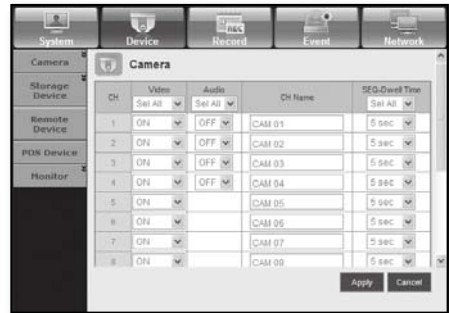 System Device REC Record Event Network
Camera
Storage Device
Remote Device
POS Device
Monitor
Camera
CH Video Audio CH Name SEQ-Dwell Time
Sel All Sel All Sel All
1 ON OFF CAM 01 5 sec
2 ON OFF CAM 02 5 sec
3 ON OFF CAM 03 5 sec
4 ON OFF CAM 04 5 sec
5 ON CAM 05 5 sec
6 ON CAM 06 5 sec
7 ON CAM 07 5 sec
8 ON CAM 08 5 sec
Apply Cancel